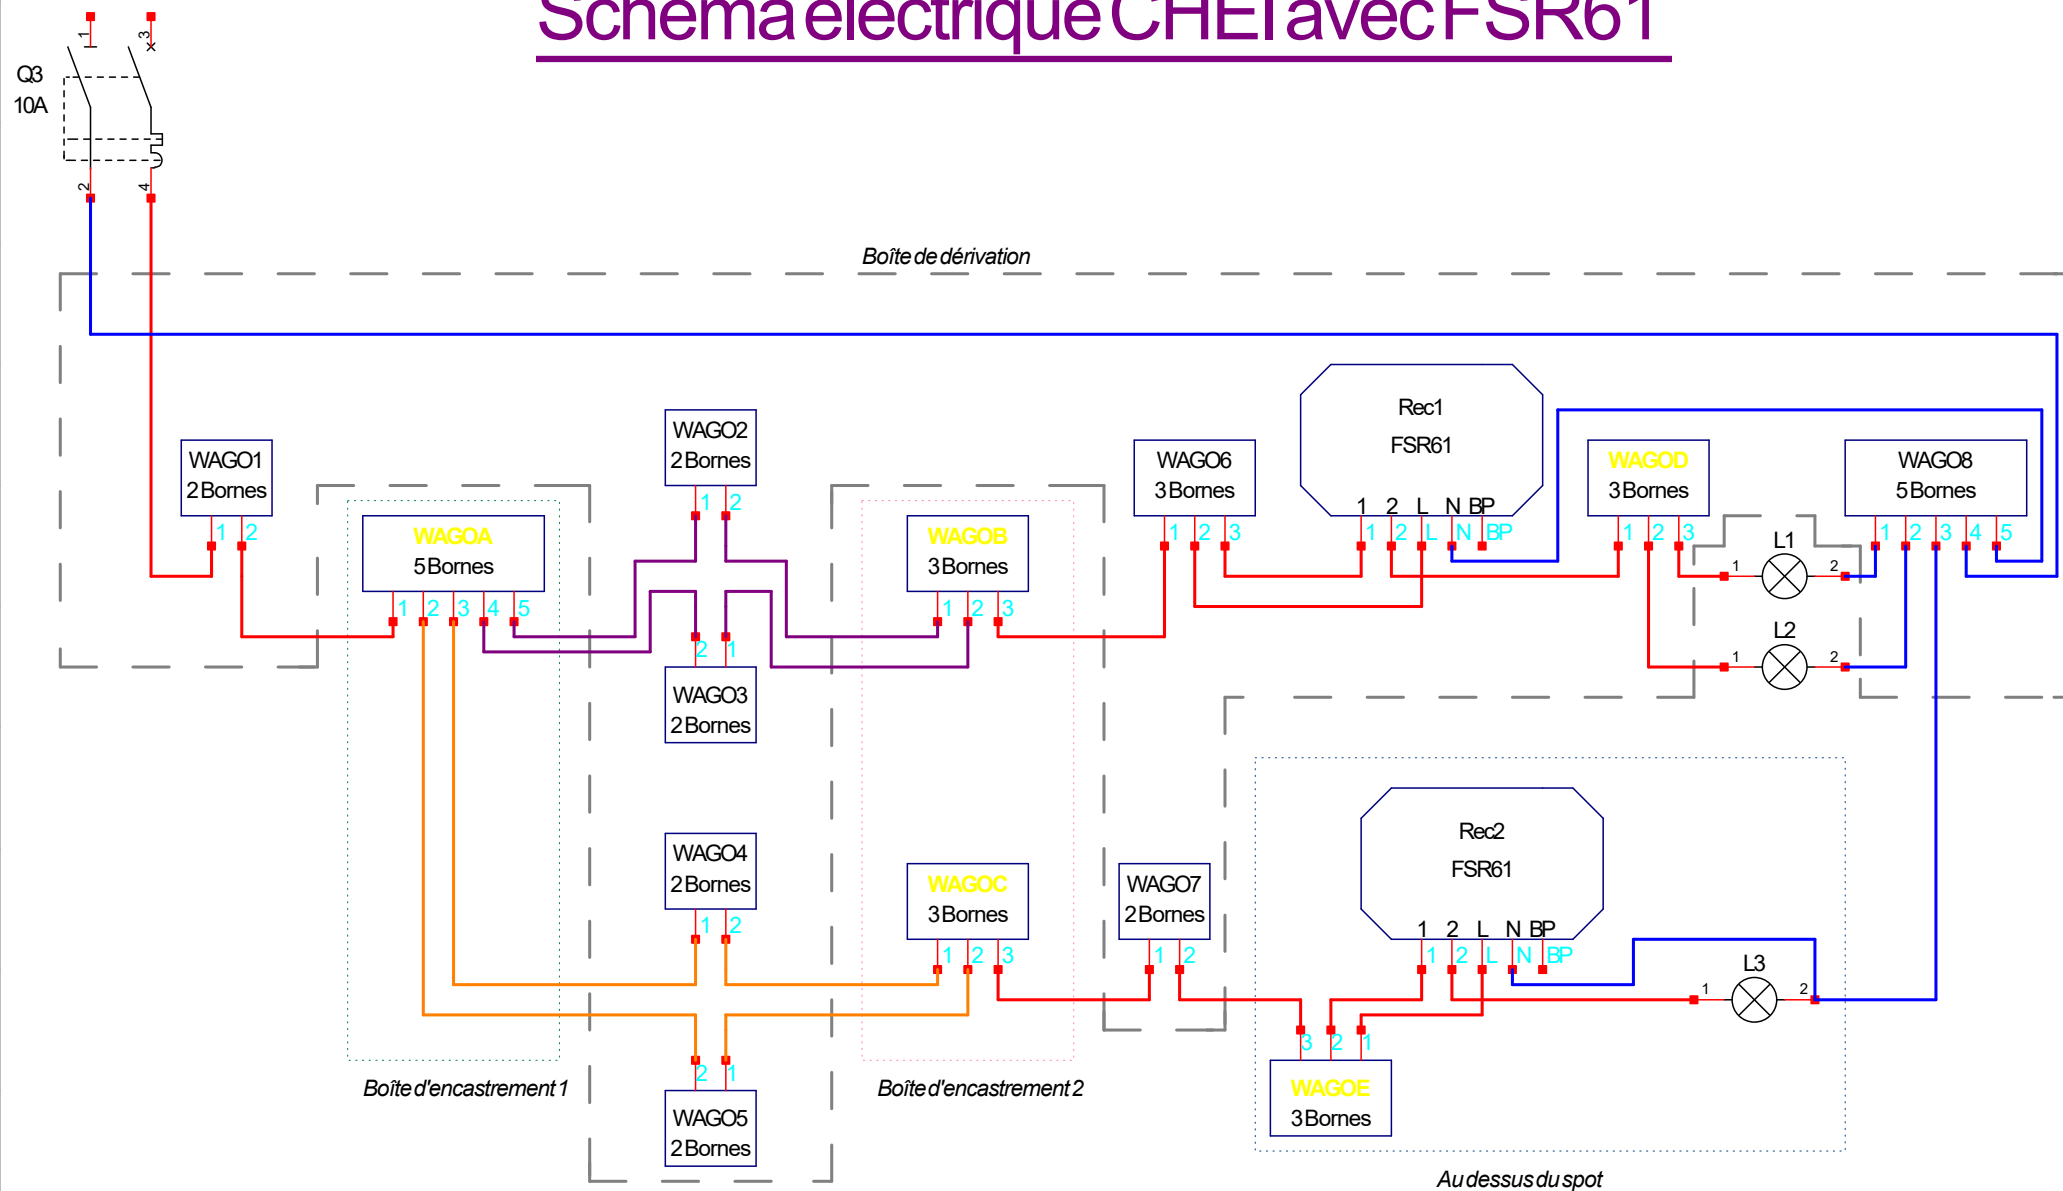 Schéma électrique CHEI avec FSR61
1
3
Q3
10A
2
4
Boîte de dérivation
WAGO1
2 Bornes
1 2
WAGOA
5 Bornes
1 2 3 4 5
WAGO2
2 Bornes
1 2
2 1
WAGO3
2 Bornes
WAGOB
3 Bornes
1 2 3
WAGO6
3 Bornes
1 2 3
Rec1
FSR61
1 2 L N BP
1 2 L N BP
WAGOD
3 Bornes
1 2 3
L1
1 2
L2
1 2
WAGO8
5 Bornes
1 2 3 4 5
WAGO4
2 Bornes
1 2
2 1
WAGO5
2 Bornes
WAGOC
3 Bornes
1 2 3
WAGO7
2 Bornes
1 2
Rec2
FSR61
1 2 L N BP
1 2 L N BP
L3
1 2
3 2 1
WAGOE
3 Bornes
Boîte d'encastrement 1
Boîte d'encastrement 2
Au dessus du spot